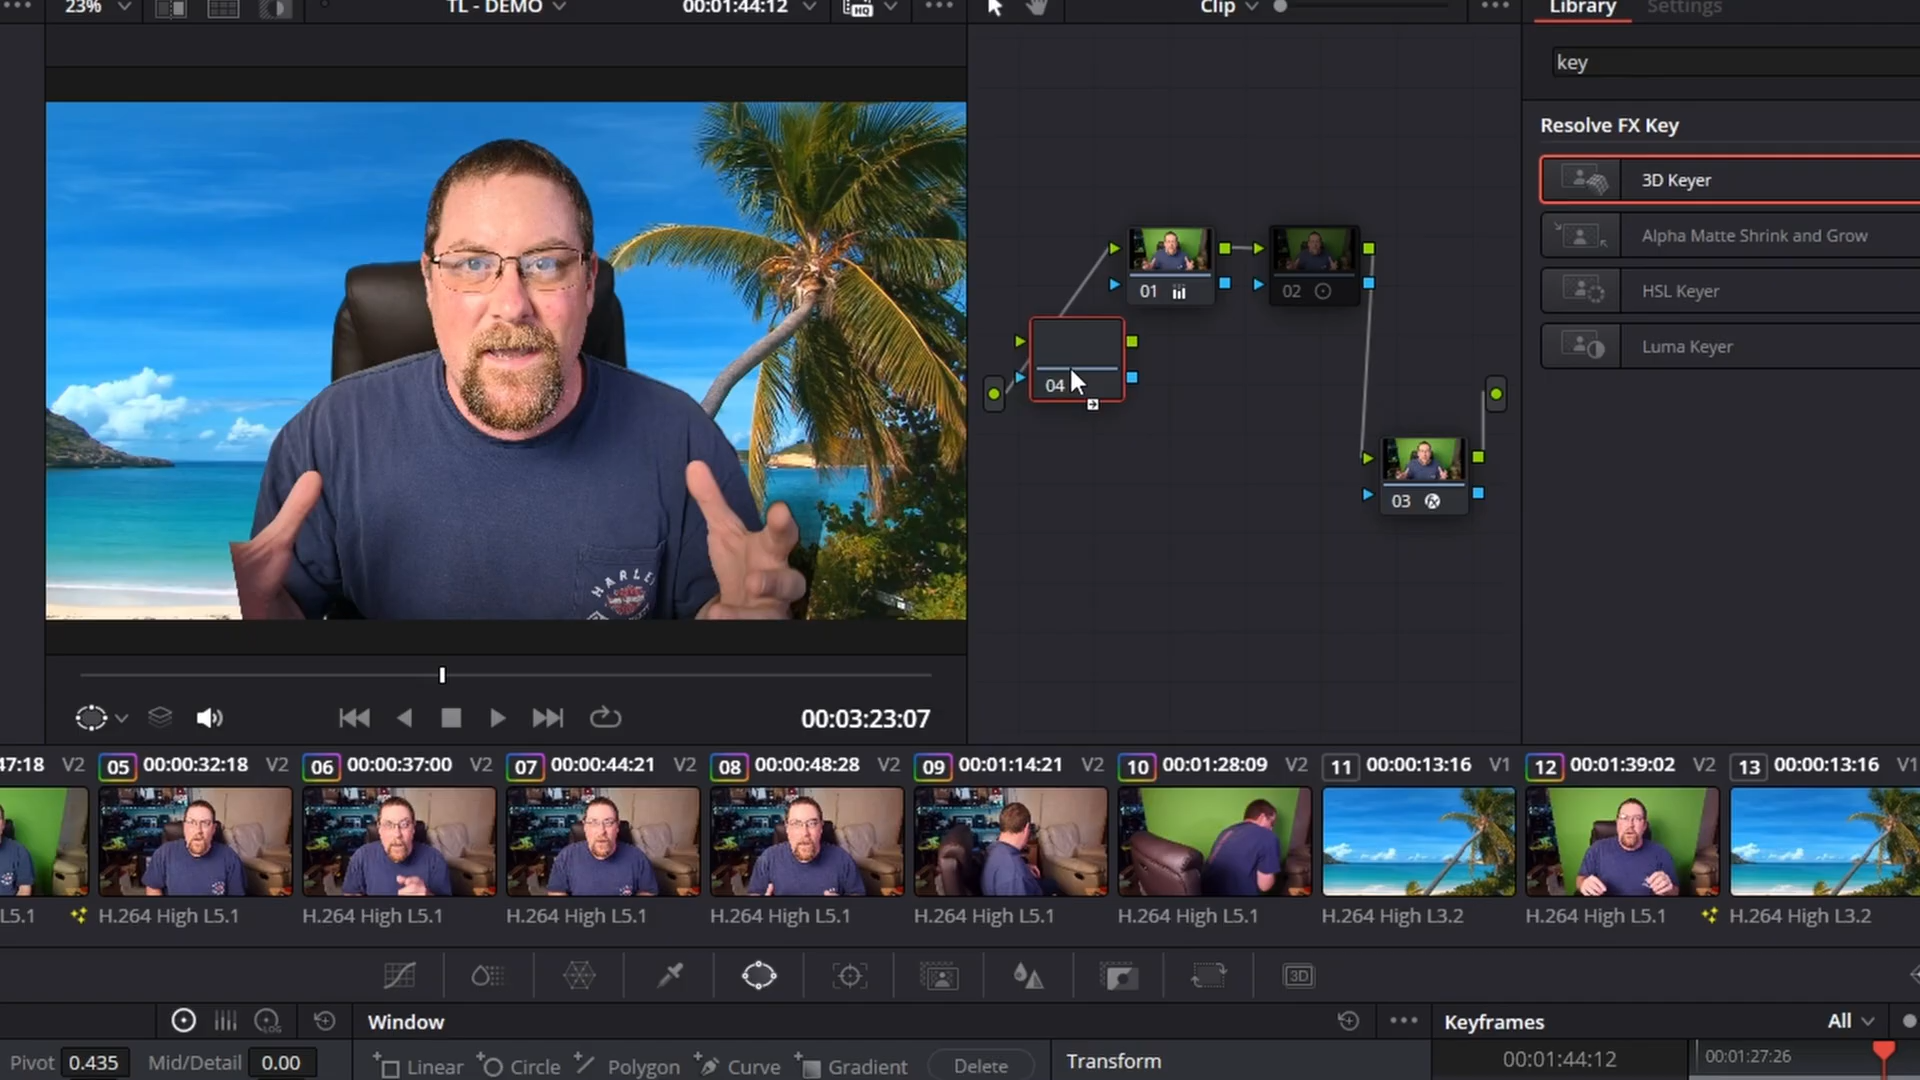 23%
TL - DEMO
00:01:44:12
HQ
Clip
Library
Settings
key
Resolve FX Key
3D Keyer
Alpha Matte Shrink and Grow
HSL Keyer
Luma Keyer
01
02
04
03
HARLE
00:03:23:07
47:18 V2
05 00:00:32:18 V2
06 00:00:37:00 V2
07 00:00:44:21 V2
08 00:00:48:28 V2
09 00:01:14:21 V2
10 00:01:28:09 V2
11 00:00:13:16 V1
12 00:01:39:02 V2
13 00:00:13:16 V1
L5.1
H.264 High L5.1
H.264 High L5.1
H.264 High L5.1
H.264 High L5.1
H.264 High L5.1
H.264 High L5.1
H.264 High L3.2
H.264 High L5.1
H.264 High L3.2
3D
LOG
Window
Keyframes
All
Pivot 0.435 Mid/Detail 0.00
Linear
Circle
Polygon
Curve
Gradient
Delete
Transform
00:01:44:12
00:01:27:26